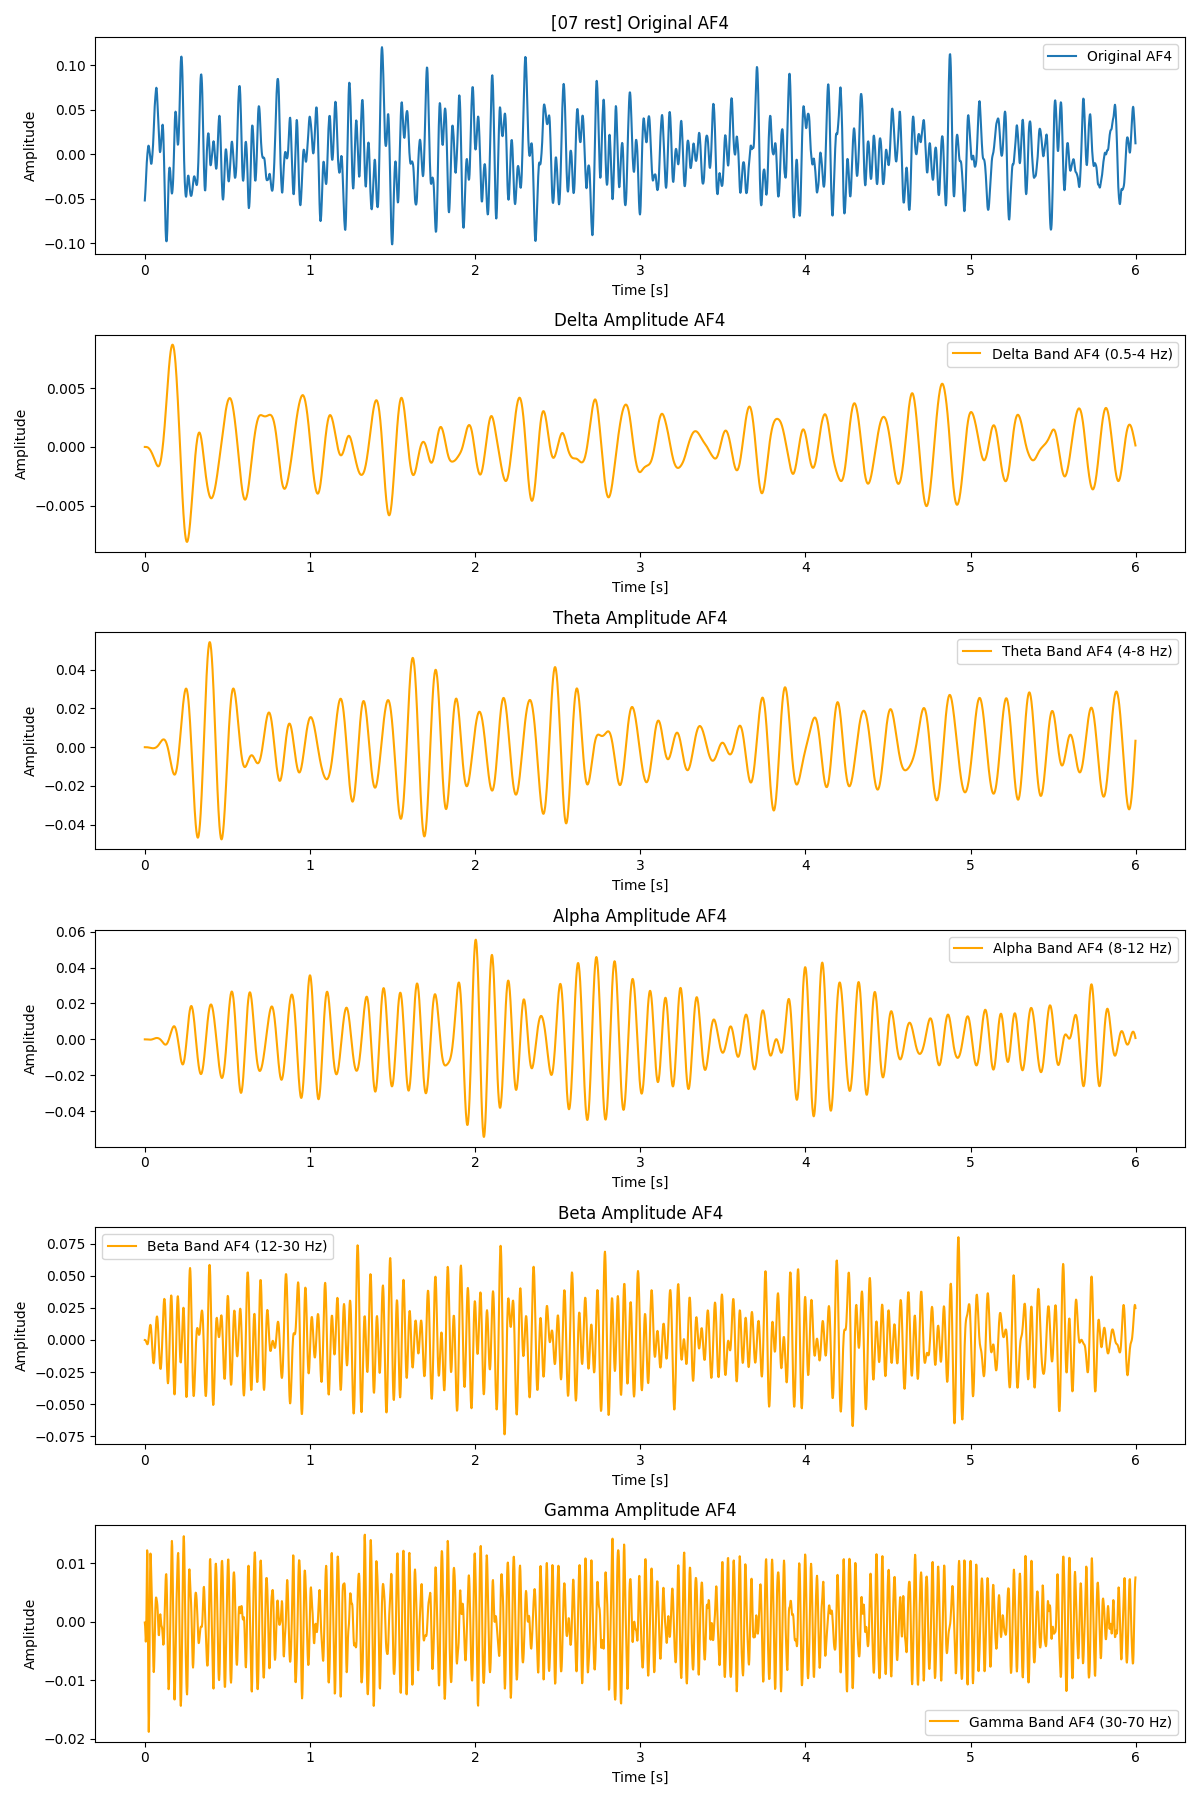 [07 rest] Original AF4
Original AF4
Amplitude
0.10
0.05
0.00
−0.05
−0.10
0 1 2 3 4 5 6
Time [s]
Delta Amplitude AF4
Delta Band AF4 (0.5-4 Hz)
Amplitude
0.005
0.000
−0.005
0 1 2 3 4 5 6
Time [s]
Theta Amplitude AF4
Theta Band AF4 (4-8 Hz)
Amplitude
0.04
0.02
0.00
−0.02
−0.04
0 1 2 3 4 5 6
Time [s]
Alpha Amplitude AF4
Alpha Band AF4 (8-12 Hz)
Amplitude
0.06
0.04
0.02
0.00
−0.02
−0.04
0 1 2 3 4 5 6
Time [s]
Beta Amplitude AF4
Beta Band AF4 (12-30 Hz)
Amplitude
0.075
0.050
0.025
0.000
−0.025
−0.050
−0.075
0 1 2 3 4 5 6
Time [s]
Gamma Amplitude AF4
Gamma Band AF4 (30-70 Hz)
Amplitude
0.01
0.00
−0.01
−0.02
0 1 2 3 4 5 6
Time [s]